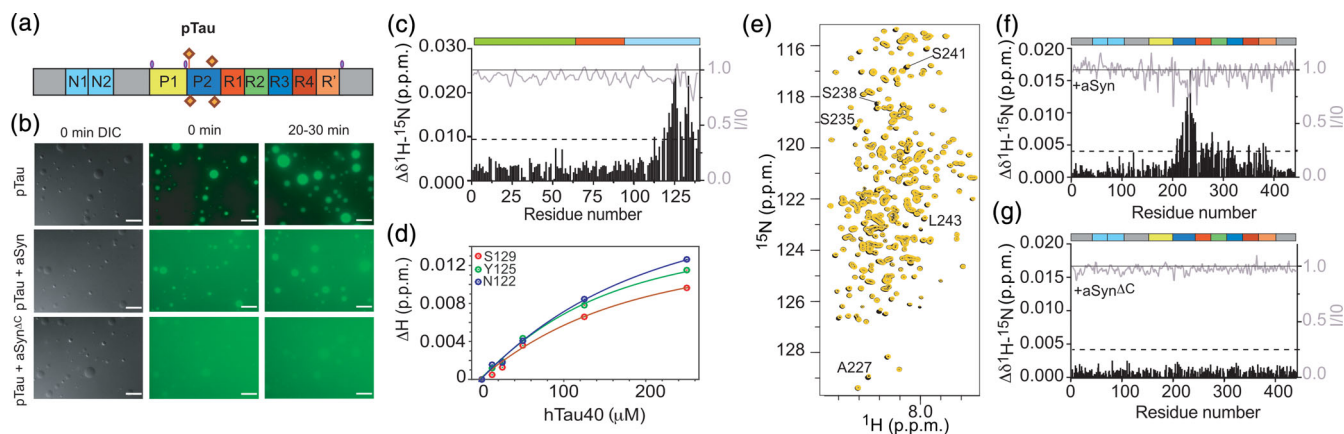 (a)
pTau
N1 N2 P1 P2 R1 R2 R3 R4 R'
(b)
0 min DIC 0 min 20-30 min
pTau
pTau + aSyn
pTau + aSynΔC
(c)
0.030
0.020
0.010
0.000
Δδ1H-15N (p.p.m.)
1.0
0.5
0.0
I/I0
0 25 50 75 100 125
Residue number
(d)
S129
Y125
N122
0.012
0.008
0.004
0
ΔH (p.p.m.)
0 100 200
hTau40 (μM)
(e)
116
118
120
122
124
126
128
15N (p.p.m.)
S241
S238
S235
L243
A227
8.0
1H (p.p.m.)
(f)
0.020
0.015
0.010
0.005
0.000
Δδ1H-15N (p.p.m.)
+aSyn
1.0
0.5
0.0
I/I0
0 100 200 300 400
Residue number
(g)
0.020
0.015
0.010
0.005
0.000
Δδ1H-15N (p.p.m.)
+aSynΔC
1.0
0.5
0.0
I/I0
0 100 200 300 400
Residue number